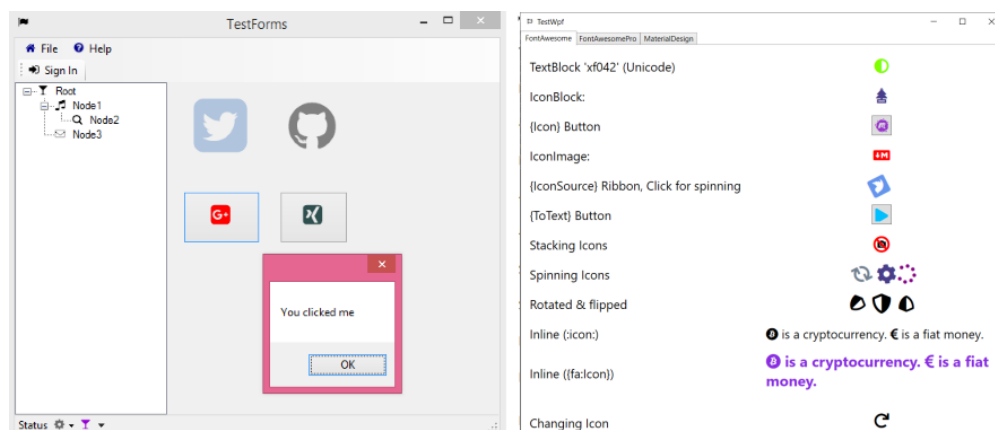 TestForms
File Help
Sign In
Root
Node1
Node2
Node3
G+
You clicked me
OK
Status
TestWpf
FontAwesome FontAwesomePro MaterialDesign
TextBlock 'xf042' (Unicode)
IconBlock:
{Icon} Button
IconImage:
{IconSource} Ribbon, Click for spinning
{ToText} Button
Stacking Icons
Spinning Icons
Rotated & flipped
Inline (:icon:) is a cryptocurrency. € is a fiat money.
Inline ({fa:Icon}) is a cryptocurrency. € is a fiat
money.
Changing Icon